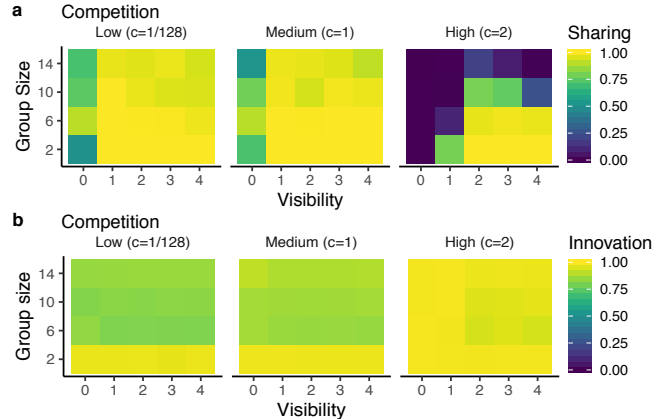 a
Competition
Low (c=1/128)
Medium (c=1)
High (c=2)
Sharing
Group Size
14
10
6
2
0 1 2 3 4
0 1 2 3 4
0 1 2 3 4
Visibility
1.00
0.75
0.50
0.25
0.00
b
Competition
Low (c=1/128)
Medium (c=1)
High (c=2)
Innovation
Group size
14
10
6
2
0 1 2 3 4
0 1 2 3 4
0 1 2 3 4
Visibility
1.00
0.75
0.50
0.25
0.00